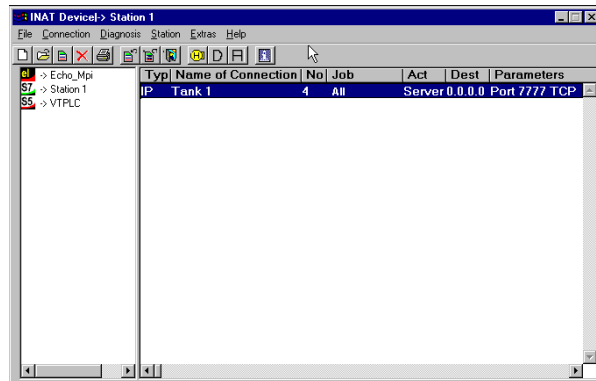 INAT Device|-> Station 1
File Connection Diagnosis Station Extras Help
H D A
el -> Echo_Mpi
S7 -> Station 1
S5 -> VTPLC
Typ Name of Connection No Job Act Dest Parameters
IP Tank 1 4 All Server 0.0.0.0 Port 7777 TCP